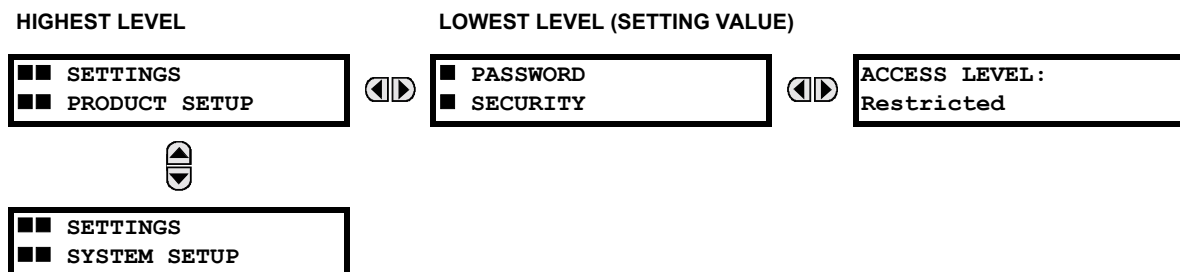 HIGHEST LEVEL
LOWEST LEVEL (SETTING VALUE)
■■ SETTINGS
■■ PRODUCT SETUP
■ PASSWORD
■ SECURITY
ACCESS LEVEL:
Restricted
■■ SETTINGS
■■ SYSTEM SETUP